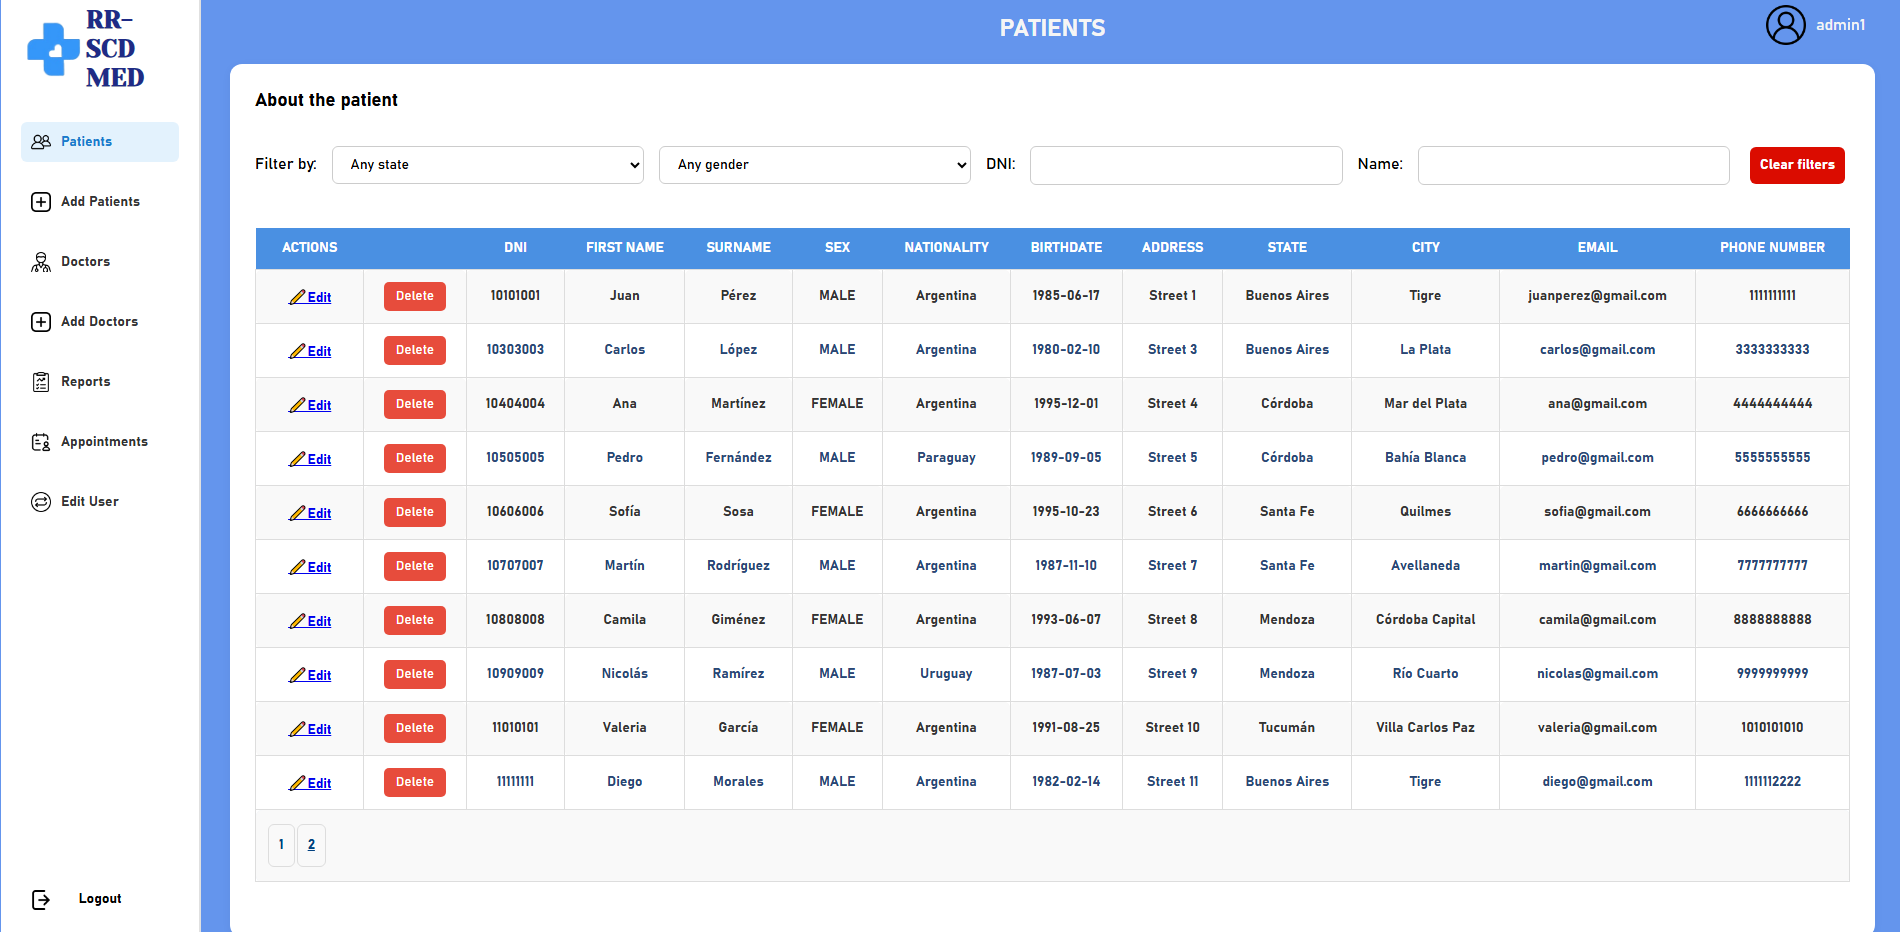 RR-
SCD
MED
PATIENTS
admin1
Patients
Add Patients
Doctors
Add Doctors
Reports
Appointments
Edit User
Logout
About the patient
Filter by: Any state Any gender DNI: Name: Clear filters
ACTIONS DNI FIRST NAME SURNAME SEX NATIONALITY BIRTHDATE ADDRESS STATE CITY EMAIL PHONE NUMBER
Edit Delete 10101001 Juan Pérez MALE Argentina 1985-06-17 Street 1 Buenos Aires Tigre juanperez@gmail.com 1111111111
Edit Delete 10303003 Carlos López MALE Argentina 1980-02-10 Street 3 Buenos Aires La Plata carlos@gmail.com 3333333333
Edit Delete 10404004 Ana Martínez FEMALE Argentina 1995-12-01 Street 4 Córdoba Mar del Plata ana@gmail.com 4444444444
Edit Delete 10505005 Pedro Fernández MALE Paraguay 1989-09-05 Street 5 Córdoba Bahía Blanca pedro@gmail.com 5555555555
Edit Delete 10606006 Sofía Sosa FEMALE Argentina 1995-10-23 Street 6 Santa Fe Quilmes sofia@gmail.com 6666666666
Edit Delete 10707007 Martín Rodríguez MALE Argentina 1987-11-10 Street 7 Santa Fe Avellaneda martin@gmail.com 7777777777
Edit Delete 10808008 Camila Giménez FEMALE Argentina 1993-06-07 Street 8 Mendoza Córdoba Capital camila@gmail.com 8888888888
Edit Delete 10909009 Nicolás Ramírez MALE Uruguay 1987-07-03 Street 9 Mendoza Río Cuarto nicolas@gmail.com 9999999999
Edit Delete 11010101 Valeria García FEMALE Argentina 1991-08-25 Street 10 Tucumán Villa Carlos Paz valeria@gmail.com 1010101010
Edit Delete 11111111 Diego Morales MALE Argentina 1982-02-14 Street 11 Buenos Aires Tigre diego@gmail.com 1111112222
1 2